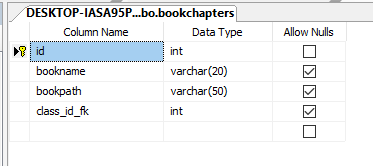 DESKTOP-IASA95P...bo.bookchapters
Column Name Data Type Allow Nulls
id int
bookname varchar(20)
bookpath varchar(50)
class_id_fk int